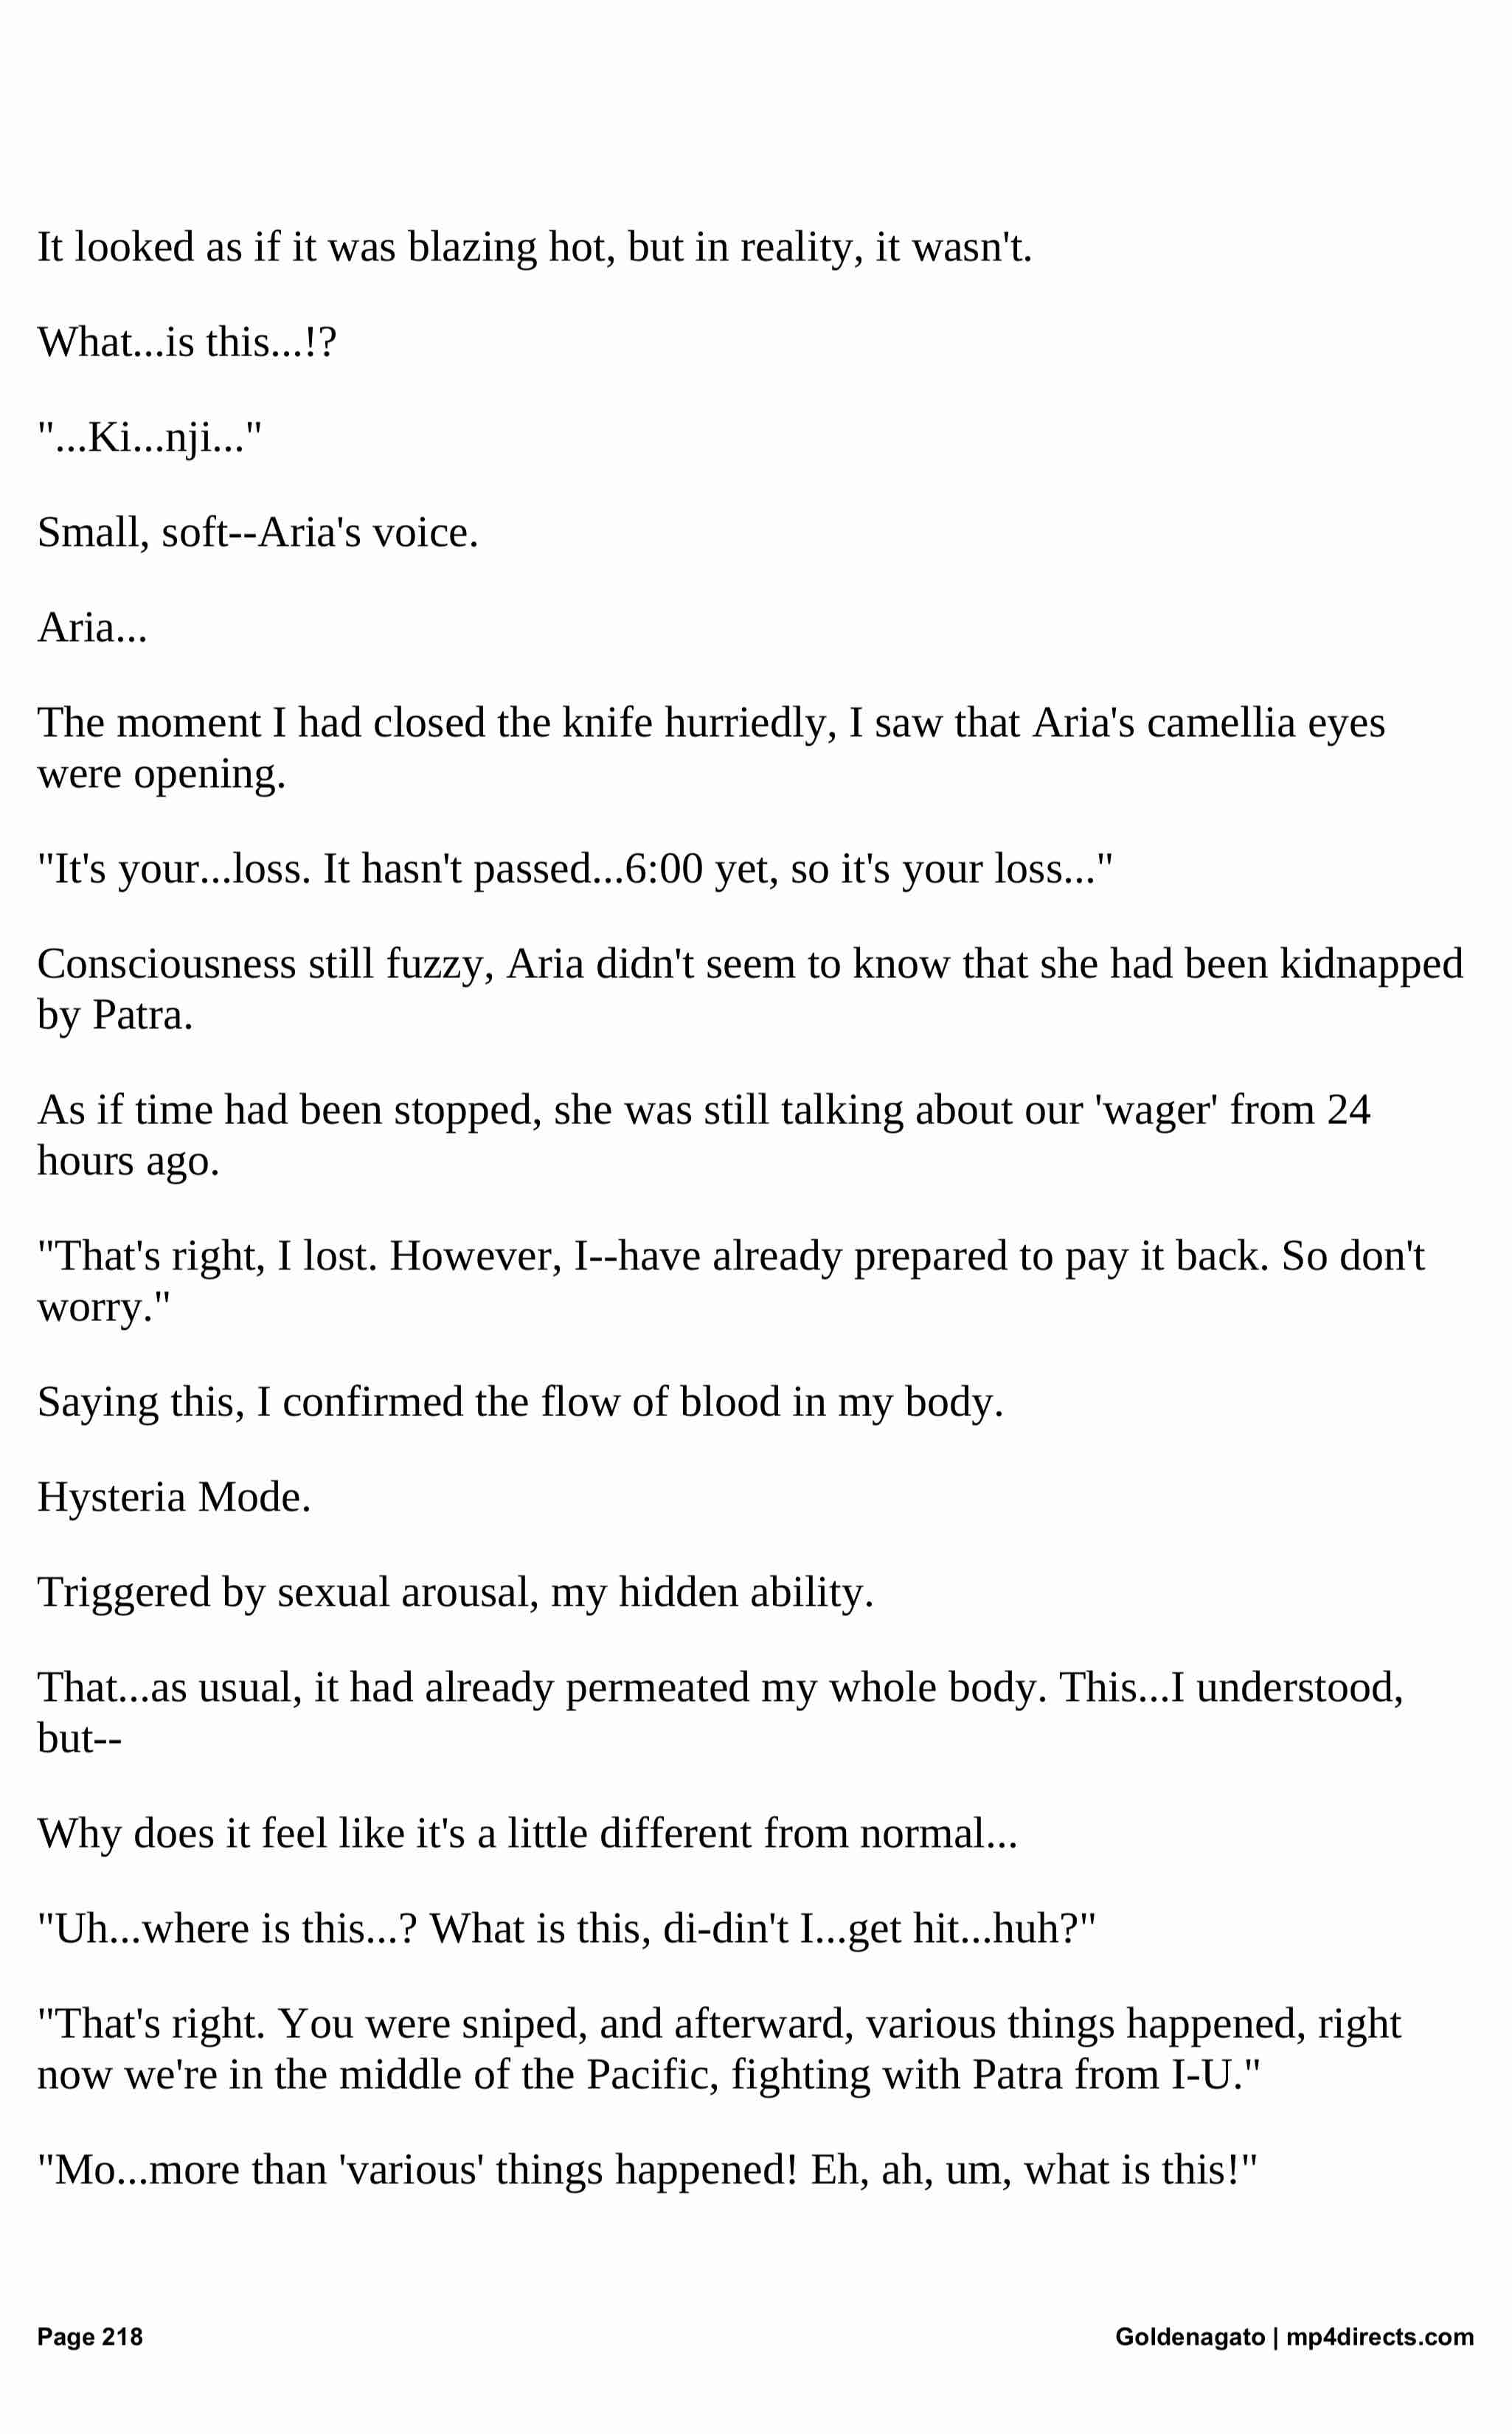 It looked as if it was blazing hot, but in reality, it wasn't.
What...is this...!?
"...Ki...nji..."
Small, soft--Aria's voice.
Aria...
The moment I had closed the knife hurriedly, I saw that Aria's camellia eyes
were opening.
"It's your...loss. It hasn't passed...6:00 yet, so it's your loss..."
Consciousness still fuzzy, Aria didn't seem to know that she had been kidnapped
by Patra.
As if time had been stopped, she was still talking about our 'wager' from 24
hours ago.
"That's right, I lost. However, I--have already prepared to pay it back. So don't
worry."
Saying this, I confirmed the flow of blood in my body.
Hysteria Mode.
Triggered by sexual arousal, my hidden ability.
That...as usual, it had already permeated my whole body. This...I understood,
but--
Why does it feel like it's a little different from normal...
"Uh...where is this...? What is this, di-din't I...get hit...huh?"
"That's right. You were sniped, and afterward, various things happened, right
now we're in the middle of the Pacific, fighting with Patra from I-U."
"Mo...more than 'various' things happened! Eh, ah, um, what is this!"
Page 218
Goldenagato | mp4directs.com